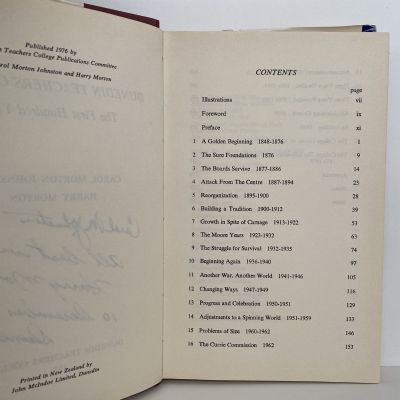 Published 1976 by
Teachers College Publications Committee
Carol Morton Johnston and Harry Morton
Printed in New Zealand by
John McIndoe Limited, Dunedin
CONTENTS
page
Illustrations vii
Foreword ix
Preface xi
1 A Golden Beginning 1848-1876 1
2 The Sure Foundations 1876 9
3 The Boards Survive 1877-1886 14
4 Attack From The Centre 1887-1894 23
5 Reorganization 1895-1900 28
6 Building a Tradition 1900-1912 39
7 Growth in Spite of Carnage 1913-1922 53
8 The Moore Years 1923-1932 63
9 The Struggle for Survival 1932-1935 74
10 Beginning Again 1936-1940 97
11 Another War, Another World 1941-1946 105
12 Changing Ways 1947-1949 116
13 Progress and Celebration 1950-1951 129
14 Adjustments to a Spinning World 1951-1959 133
15 Problems of Size 1960-1962 146
16 The Currie Commission 1962 153